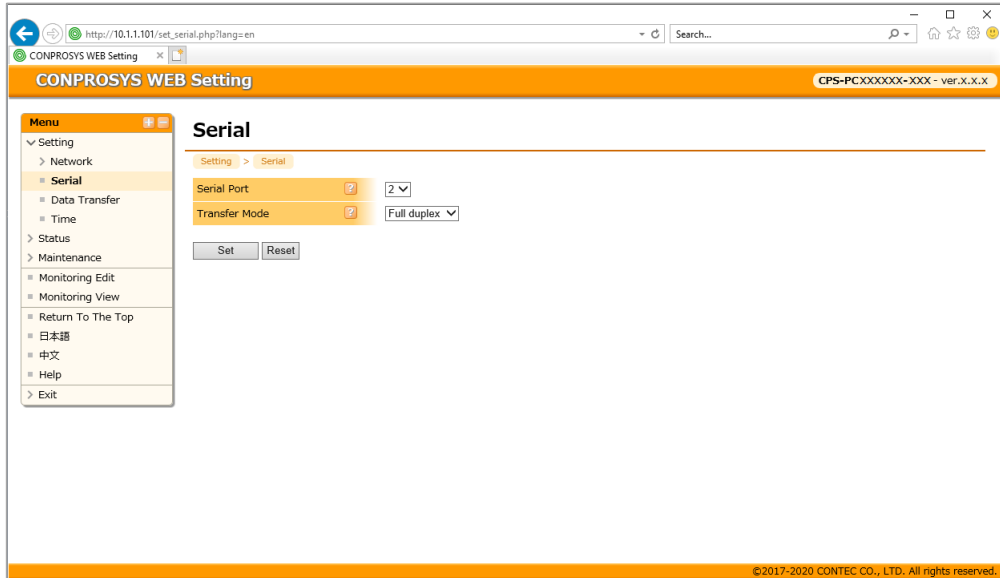 http://10.1.1.101/set_serial.php?lang=en
Search...
CONPROSYS WEB Setting
CONPROSYS WEB Setting
CPS-PCXXXXXX-XXX - ver.x.x.x
Menu
Setting
Network
Serial
Data Transfer
Time
Status
Maintenance
Monitoring Edit
Monitoring View
Return To The Top
日本語
中文
Help
Exit
Serial
Setting > Serial
Serial Port ? 2
Transfer Mode ? Full duplex
Set Reset
©2017-2020 CONTEC CO., LTD. All rights reserved.